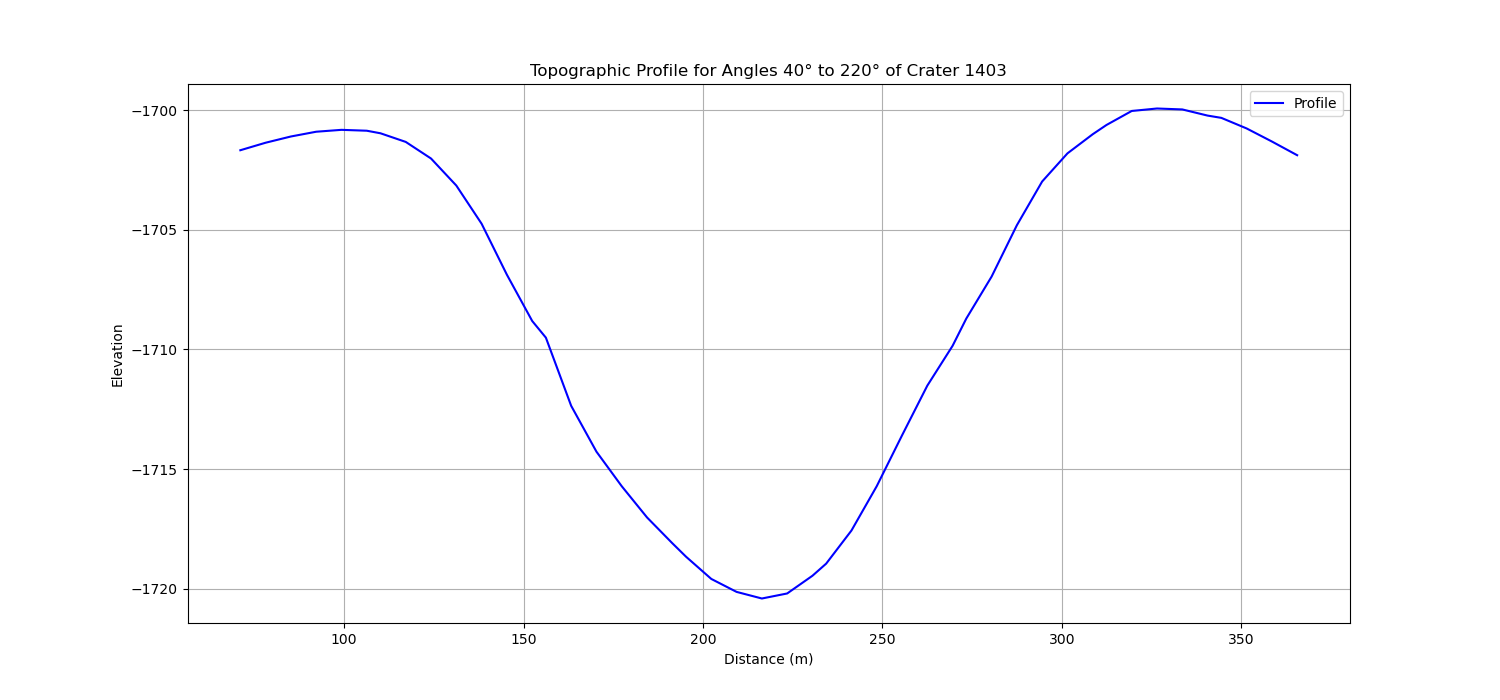 Topographic Profile for Angles 40° to 220° of Crater 1403
Profile
−1700
−1705
−1710
−1715
−1720
Elevation
100 150 200 250 300 350
Distance (m)